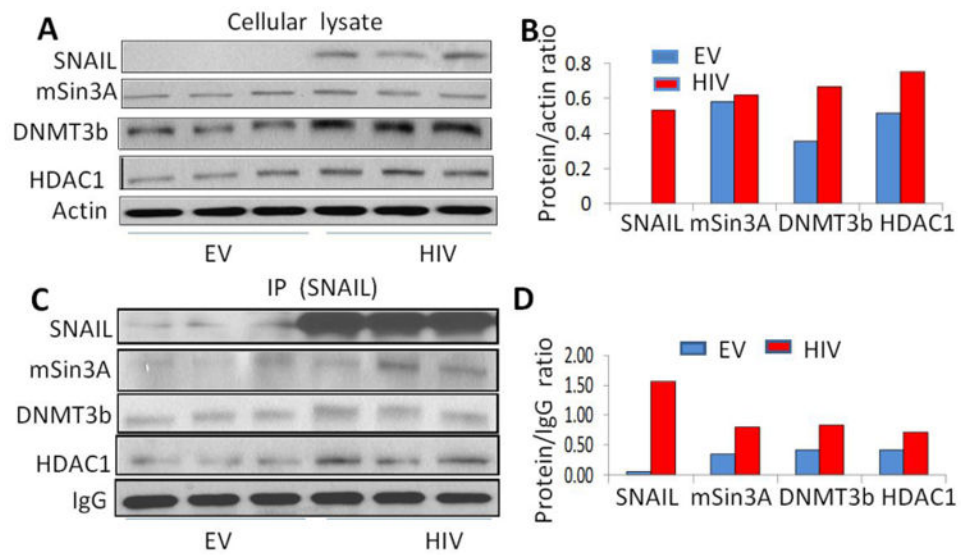 A
Cellular lysate
SNAIL
mSin3A
DNMT3b
HDAC1
Actin
EV HIV
B
Protein/actin ratio
EV
HIV
0.8
0.6
0.4
0.2
0
SNAIL mSin3A DNMT3b HDAC1
C
IP (SNAIL)
SNAIL
mSin3A
DNMT3b
HDAC1
IgG
EV HIV
D
Protein/IgG ratio
EV HIV
2.00
1.50
1.00
0.50
0.00
SNAIL mSin3A DNMT3b HDAC1